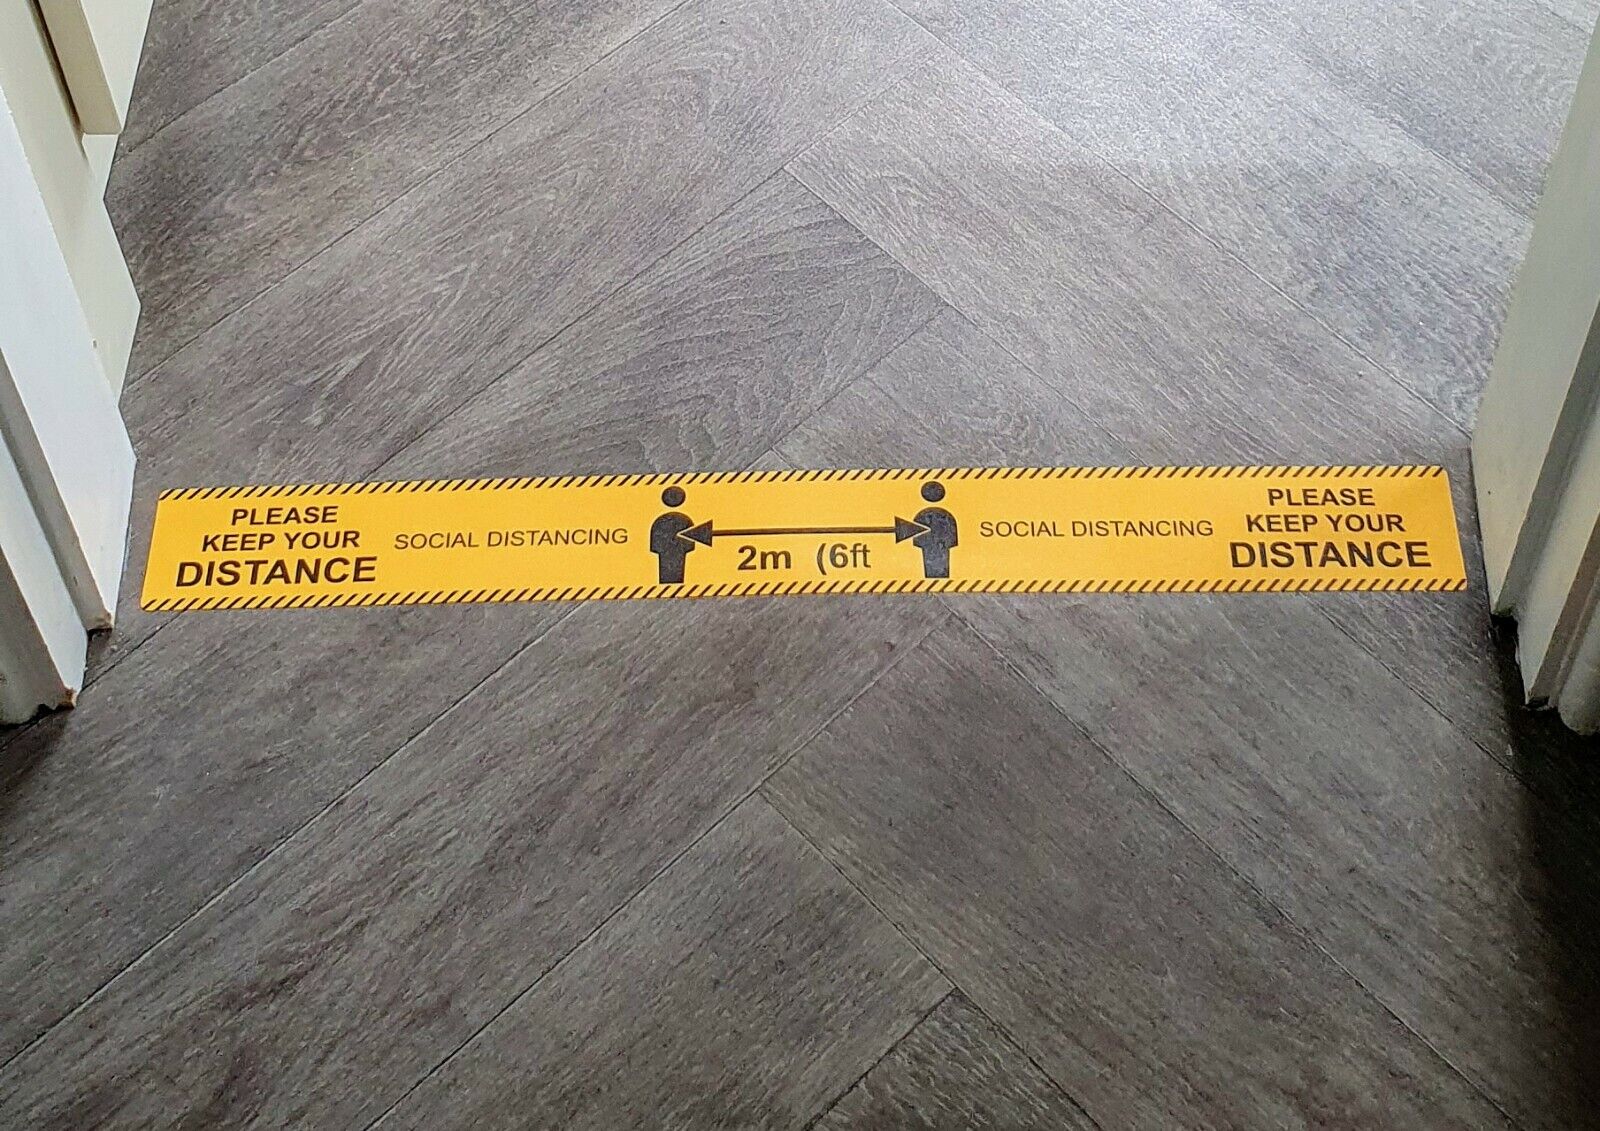 PLEASE
KEEP YOUR
DISTANCE
SOCIAL DISTANCING
2m (6ft
SOCIAL DISTANCING
PLEASE
KEEP YOUR
DISTANCE